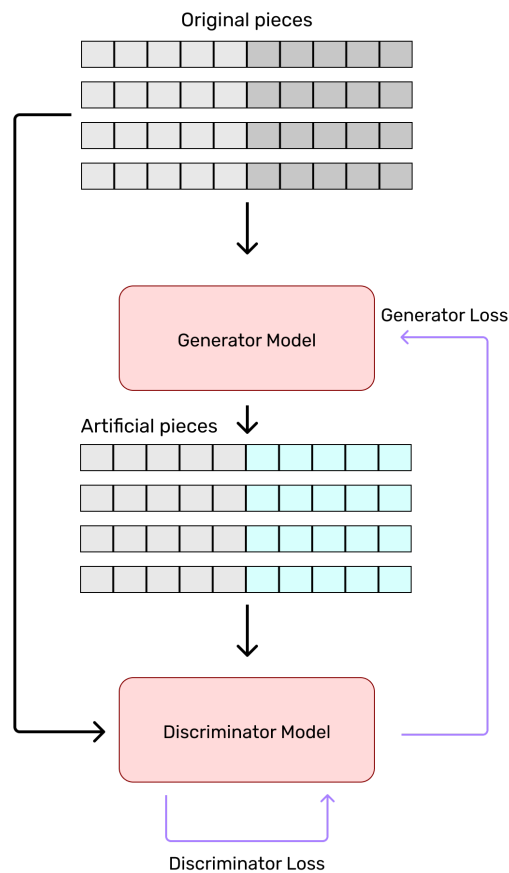 Original pieces
Generator Model
Generator Loss
Artificial pieces
Discriminator Model
Discriminator Loss